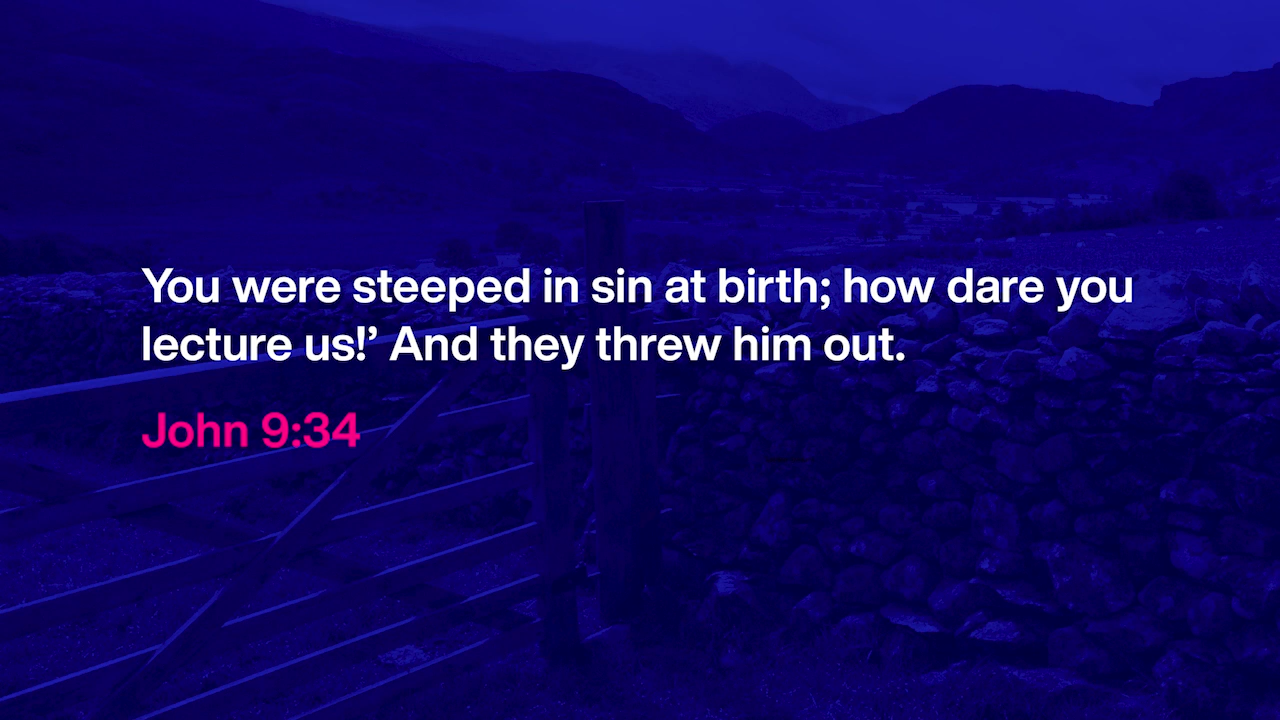 You were steeped in sin at birth; how dare you
lecture us!’ And they threw him out.
John 9:34